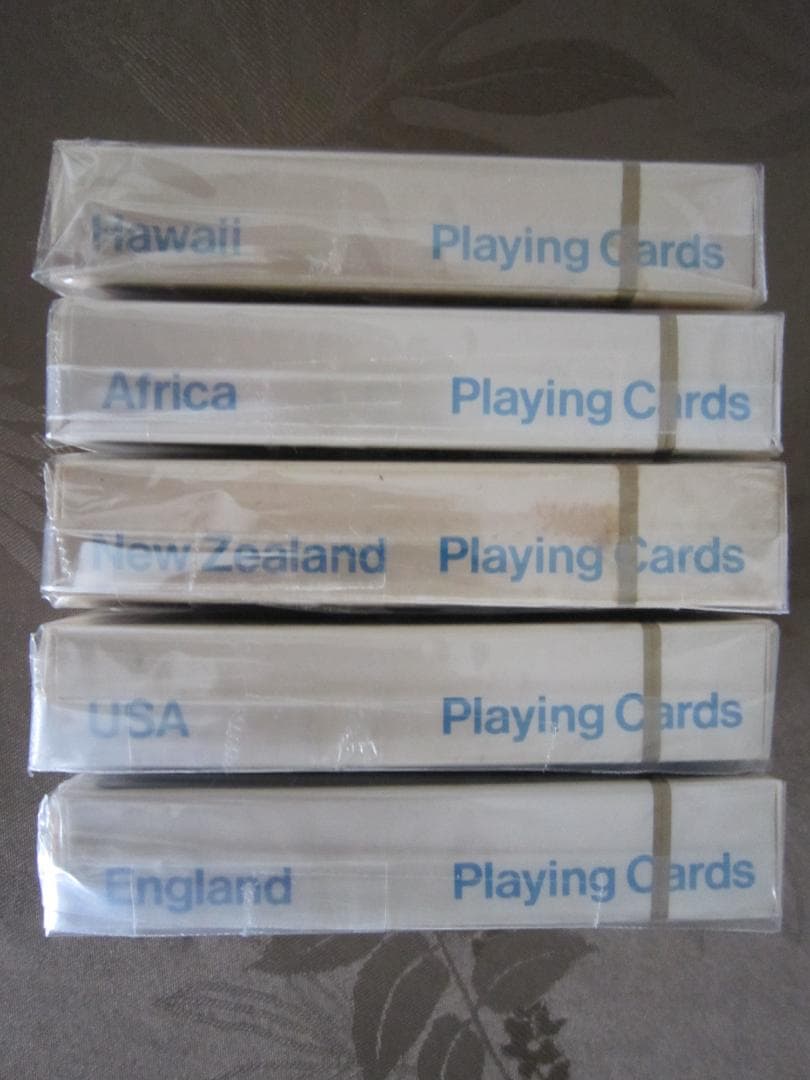 Hawaii Playing Cards
Africa Playing Cards
New Zealand Playing Cards
USA Playing Cards
England Playing Cards